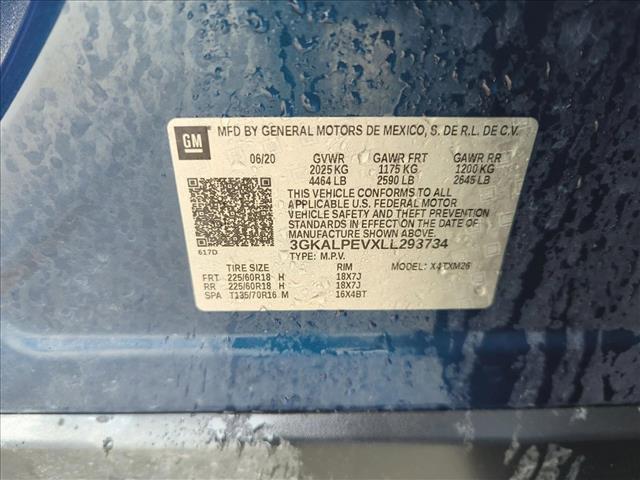 GM
MFD BY GENERAL MOTORS DE MEXICO, S. DE R.L. DE C.V.
06/20 GVWR GAWR FRT GAWR RR
2025 KG 1175 KG 1200 KG
4464 LB 2590 LB 2645 LB
THIS VEHICLE CONFORMS TO ALL
APPLICABLE U.S. FEDERAL MOTOR
VEHICLE SAFETY AND THEFT PREVENTION
STANDARDS IN EFFECT ON THE DATE OF
MANUFACTURE SHOWN ABOVE.
617D 3GKALPEVXLL293734
TYPE: M.P.V. MODEL: X4TXM26
TIRE SIZE RIM
FRT 225/60R18 H 18X7J
RR 225/60R18 H 18X7J
SPA T135/70R16 M 16X4BT